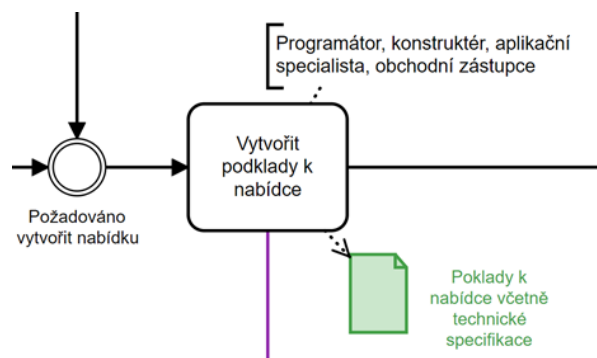 Programátor, konstruktér, aplikační
specialista, obchodní zástupce
Vytvořit
podklady k
nabídce
Požadováno
vytvořit nabídku
Poklady k
nabídce včetně
technické
specifikace